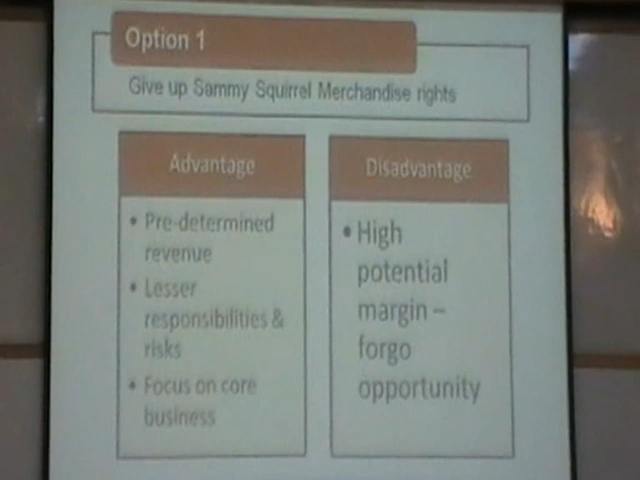 Option 1
Give up Sammy Squirrel Merchandise rights
Advantage
• Pre-determined
revenue
• Lesser
responsibilities &
risks
• Focus on core
business
Disadvantage
• High
potential
margin –
forgo
opportunity